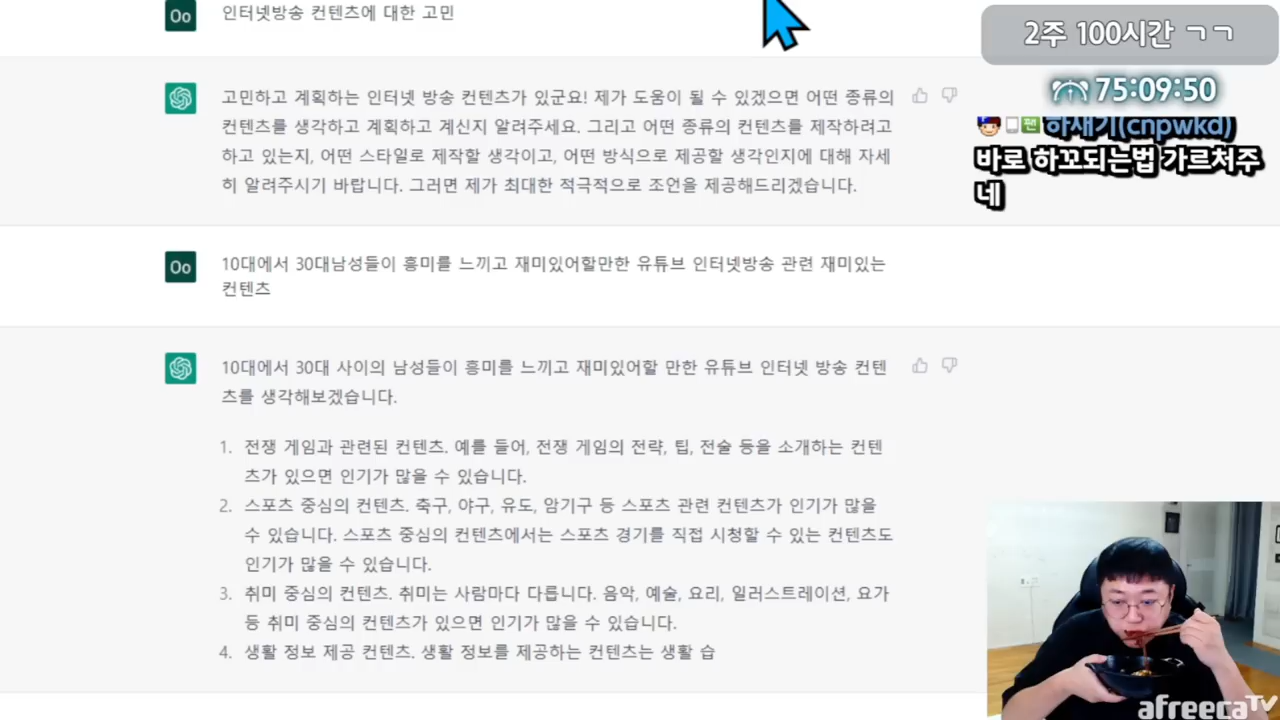 Oo
인터넷방송 컨텐츠에 대한 고민
고민하고 계획하는 인터넷 방송 컨텐츠가 있군요! 제가 도움이 될 수 있겠으면 어떤 종류의
컨텐츠를 생각하고 계획하고 계신지 알려주세요. 그리고 어떤 종류의 컨텐츠를 제작하려고
하고 있는지, 어떤 스타일로 제작할 생각이고, 어떤 방식으로 제공할 생각인지에 대해 자세
히 알려주시기 바랍니다. 그러면 제가 최대한 적극적으로 조언을 제공해드리겠습니다.
Oo
10대에서 30대남성들이 흥미를 느끼고 재미있어할만한 유튜브 인터넷방송 관련 재미있는
컨텐츠
10대에서 30대 사이의 남성들이 흥미를 느끼고 재미있어할 만한 유튜브 인터넷 방송 컨텐
츠를 생각해보겠습니다.
1. 전쟁 게임과 관련된 컨텐츠. 예를 들어, 전쟁 게임의 전략, 팁, 전술 등을 소개하는 컨텐
츠가 있으면 인기가 많을 수 있습니다.
2. 스포츠 중심의 컨텐츠. 축구, 야구, 유도, 암기구 등 스포츠 관련 컨텐츠가 인기가 많을
수 있습니다. 스포츠 중심의 컨텐츠에서는 스포츠 경기를 직접 시청할 수 있는 컨텐츠도
인기가 많을 수 있습니다.
3. 취미 중심의 컨텐츠. 취미는 사람마다 다릅니다. 음악, 예술, 요리, 일러스트레이션, 요가
등 취미 중심의 컨텐츠가 있으면 인기가 많을 수 있습니다.
4. 생활 정보 제공 컨텐츠. 생활 정보를 제공하는 컨텐츠는 생활 습
2주 100시간 ㄱㄱ
75:09:50
팬 하새기(cnpwkd)
바로 하꼬되는법 가르처주
네
afreecaTV